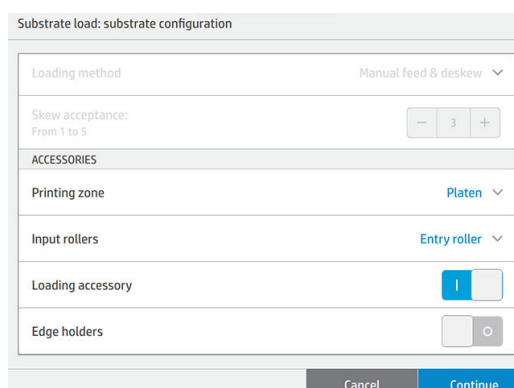 Substrate load: substrate configuration
Loading method Manual feed & deskew
Skew acceptance:
From 1 to 5
− 3 +
ACCESSORIES
Printing zone Platen
Input rollers Entry roller
Loading accessory
Edge holders
Cancel Continue